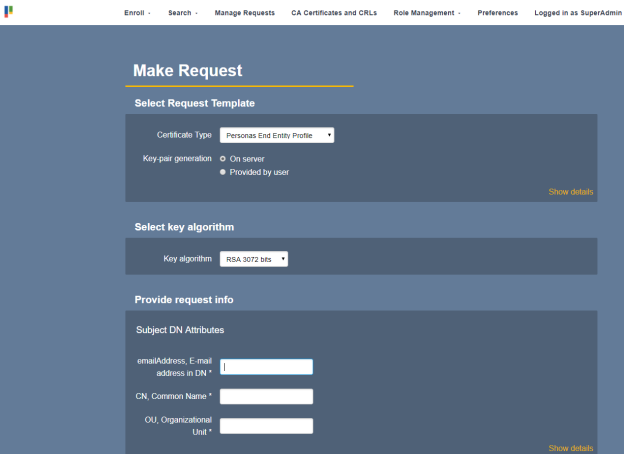 Enroll -
Search -
Manage Requests
CA Certificates and CRLs
Role Management -
Preferences
Logged in as SuperAdmin
Make Request
Select Request Template
Certificate Type
Personas End Entity Profile
Key-pair generation
On server
Provided by user
Show details
Select key algorithm
Key algorithm
RSA 3072 bits
Provide request info
Subject DN Attributes
emailAddress, E-mail
address in DN *
CN, Common Name *
OU, Organizational
Unit *
Show details